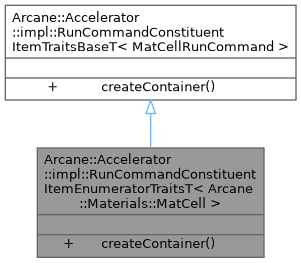 Arcane::Accelerator
::impl::RunCommandConstituent
ItemTraitsBaseT< MatCellRunCommand >
+ createContainer()
Arcane::Accelerator
::impl::RunCommandConstituent
ItemEnumeratorTraitsT< Arcane
::Materials::MatCell >
+ createContainer()